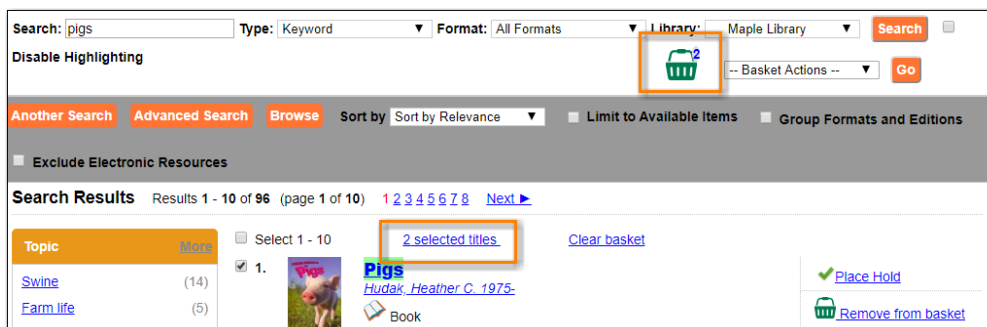 Search: pigs Type: Keyword ▼ Format: All Formats ▼ Library: Maple Library ▼ Search
Disable Highlighting 2 -- Basket Actions -- ▼ Go
Another Search Advanced Search Browse Sort by Sort by Relevance ▼ Limit to Available Items Group Formats and Editions
Exclude Electronic Resources
Search Results Results 1 - 10 of 96 (page 1 of 10) 1 2 3 4 5 6 7 8 Next ►
Topic More Select 1 - 10 2 selected titles Clear basket
1. Pigs Pigs Place Hold
Swine (14) Hudak, Heather C. 1975-
Farm life (5) Book Remove from basket